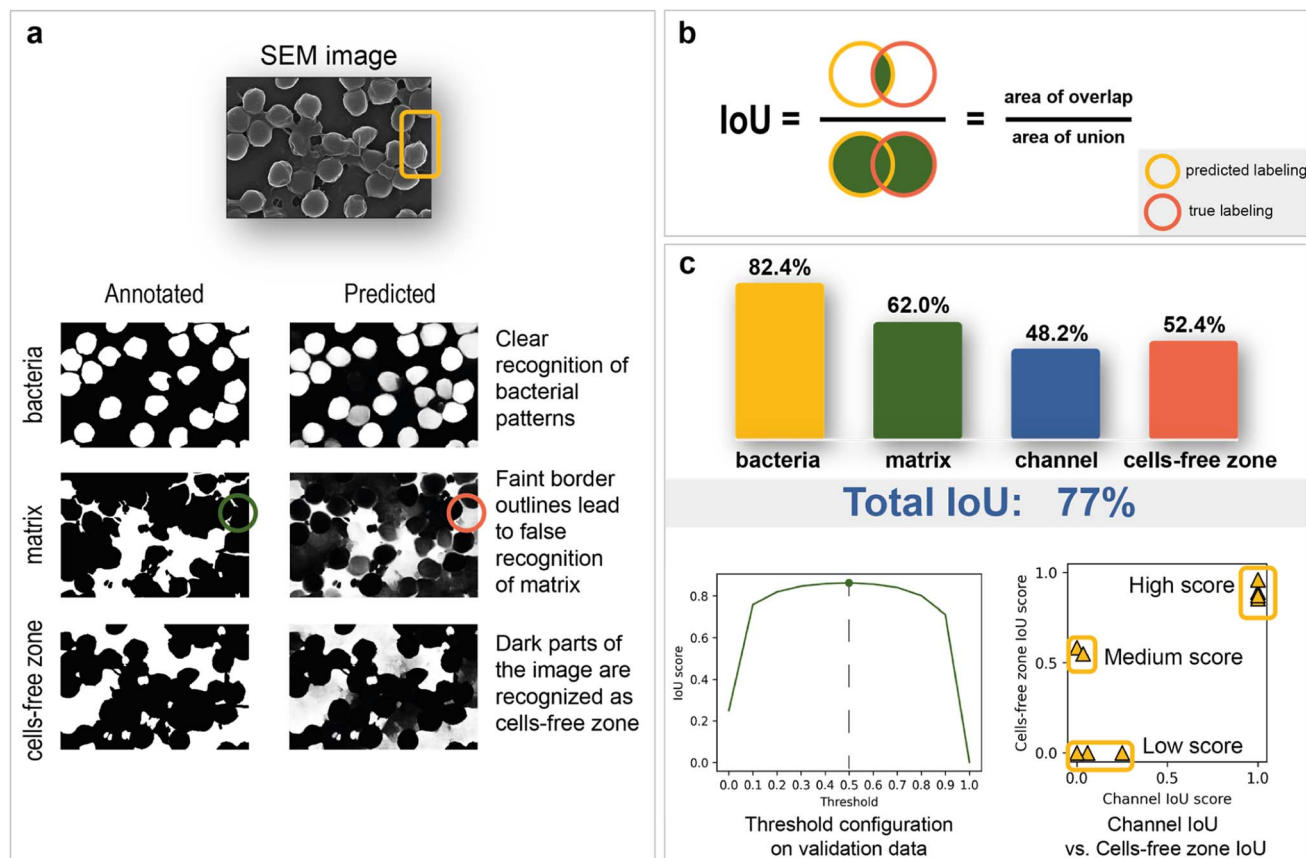 a
SEM image
Annotated
Predicted
bacteria
Clear
recognition of
bacterial
patterns
matrix
Faint border
outlines lead
to false
recognition
of matrix
cells-free zone
Dark parts of
the image are
recognized as
cells-free zone
b
IoU = = area of overlap
area of union
predicted labeling
true labeling
c
82.4%
62.0%
48.2%
52.4%
bacteria
matrix
channel
cells-free zone
Total IoU: 77%
IoU score
0.8
0.6
0.4
0.2
0.0
0.0 0.1 0.2 0.3 0.4 0.5 0.6 0.7 0.8 0.9 1.0
Threshold
Threshold configuration
on validation data
Cells-free zone IoU score
1.0
0.5
0.0
High score
Medium score
Low score
0.0 0.5 1.0
Channel IoU score
Channel IoU
vs. Cells-free zone IoU